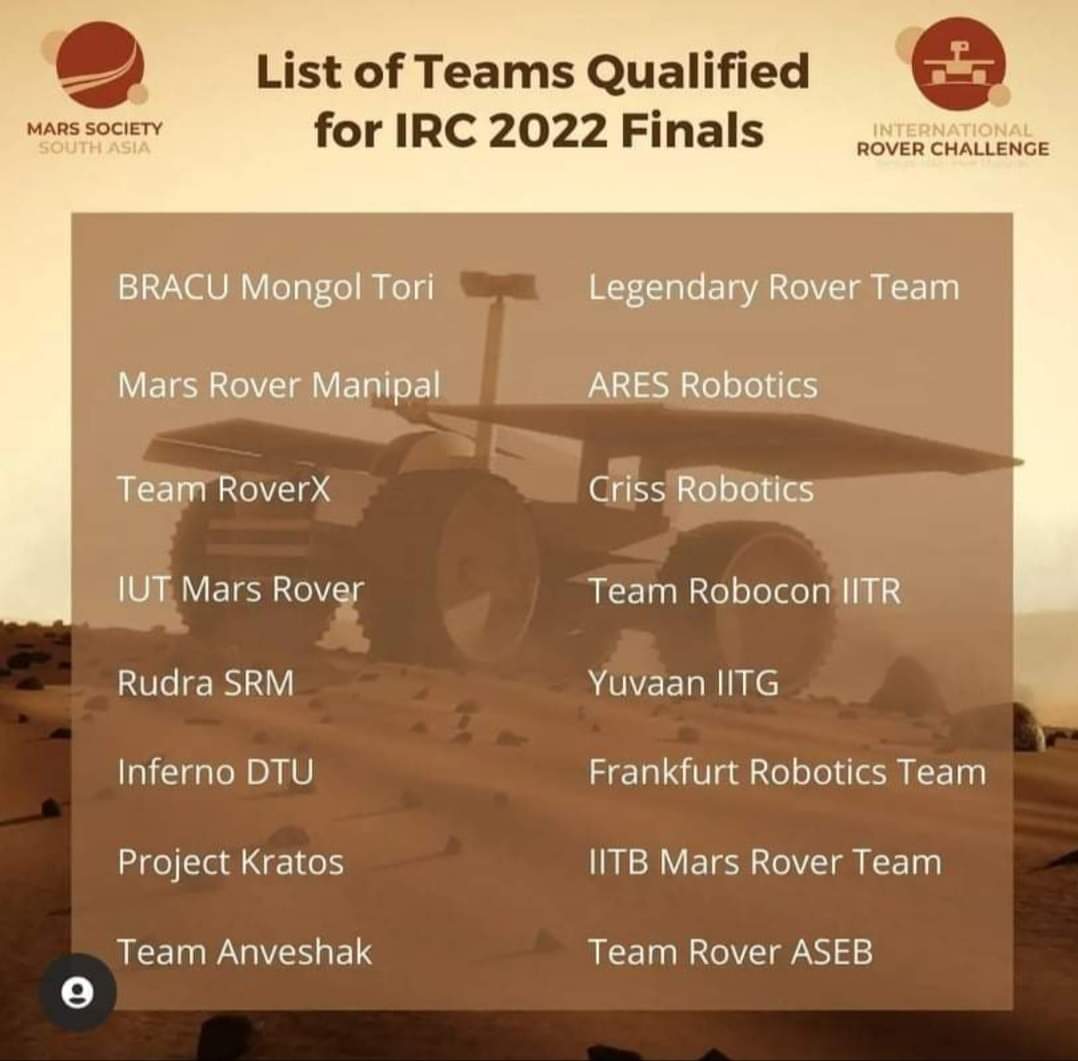 MARS SOCIETY
SOUTH ASIA
List of Teams Qualified
for IRC 2022 Finals
INTERNATIONAL
ROVER CHALLENGE
BRACU Mongol Tori
Mars Rover Manipal
Team RoverX
IUT Mars Rover
Rudra SRM
Inferno DTU
Project Kratos
Team Anveshak
Legendary Rover Team
ARES Robotics
Criss Robotics
Team Robocon IITR
Yuvaan IITG
Frankfurt Robotics Team
IITB Mars Rover Team
Team Rover ASEB